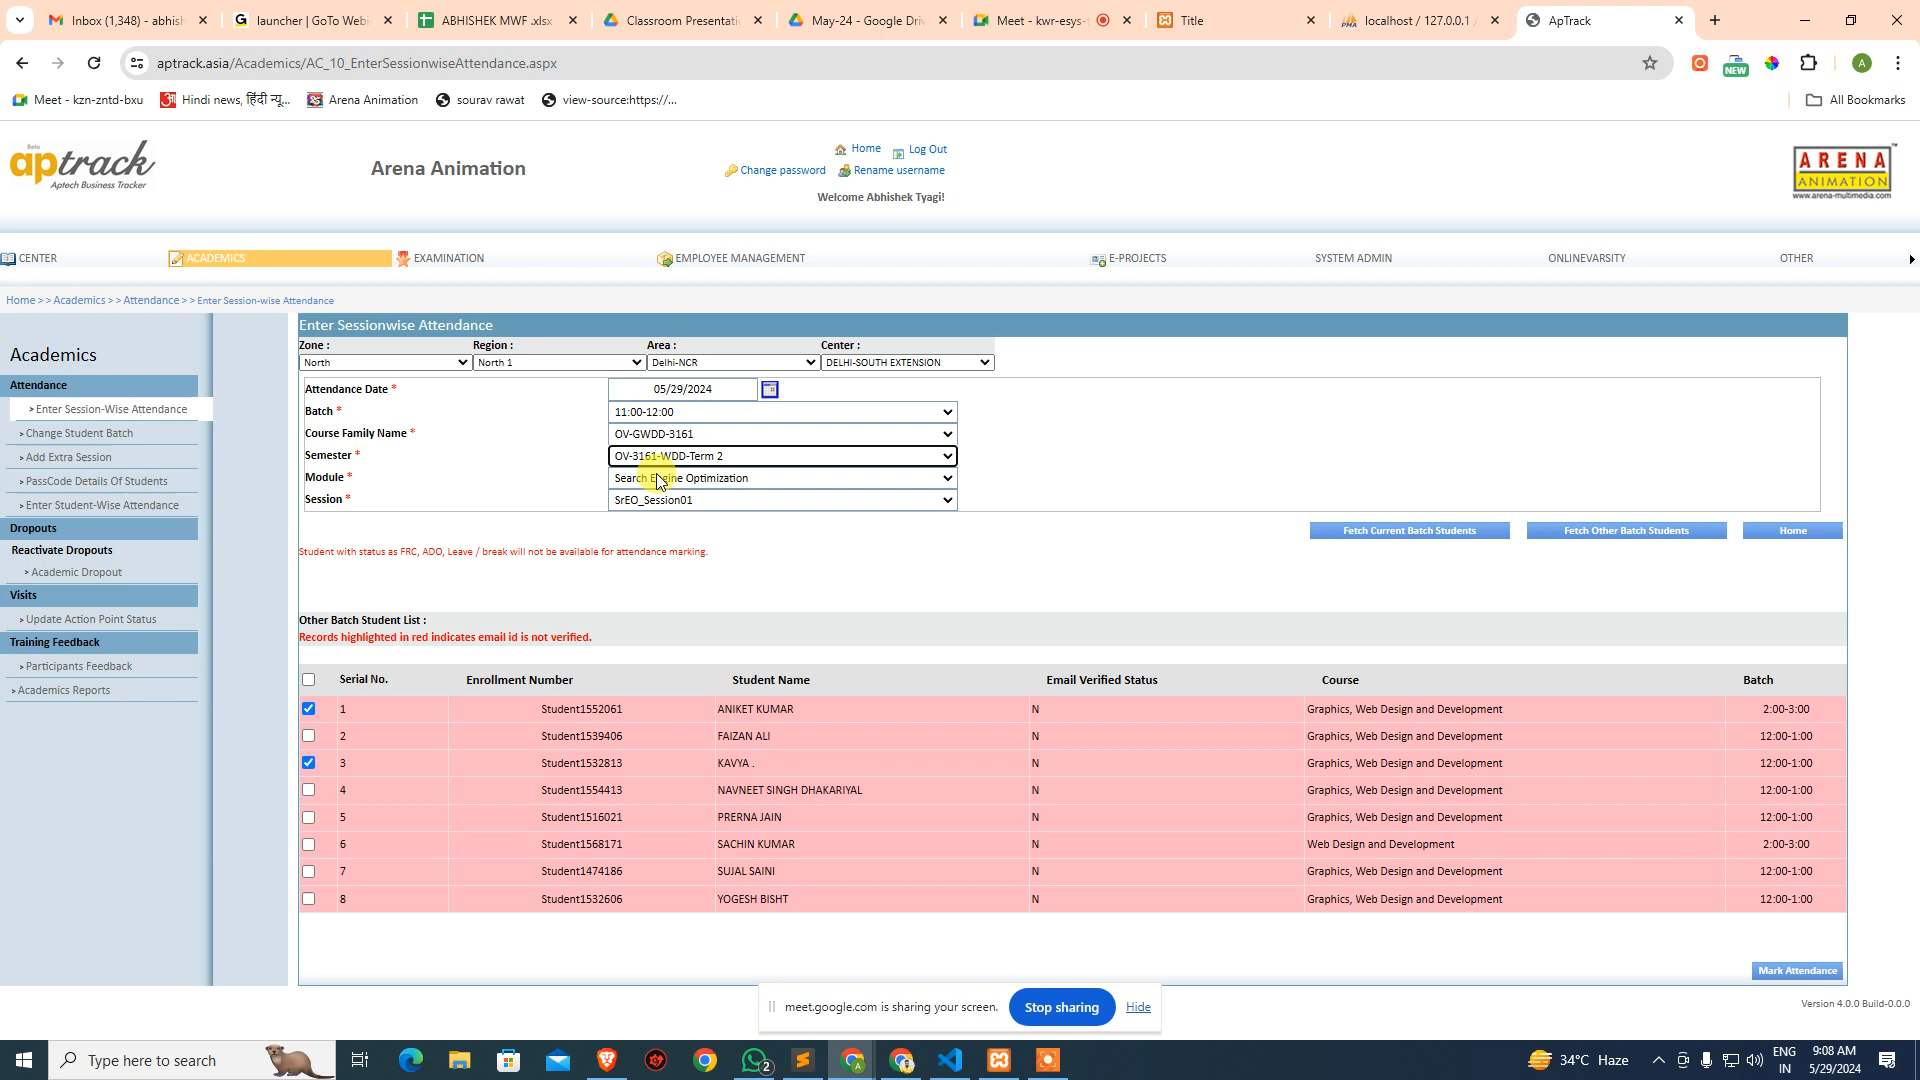 Inbox (1,348) - abhish
launcher | GoTo Webi
ABHISHEK MWF .xlsx
Classroom Presentati
May-24 - Google Dri
Meet - kwr-esys-
Title
localhost / 127.0.0.1
ApTrack
aptrack.asia/Academics/AC_10_EnterSessionwiseAttendance.aspx
NEW
A
Meet - kzn-zntd-bxu
Hindi news, हिंदी न्यू...
Arena Animation
sourav rawat
view-source:https://...
All Bookmarks
Beta
aptrack
Aptech Business Tracker
Arena Animation
Home
Log Out
Change password
Rename username
Welcome Abhishek Tyagi!
ARENA
ANIMATION
www.arena-multimedia.com
CENTER
ACADEMICS
EXAMINATION
EMPLOYEE MANAGEMENT
E-PROJECTS
SYSTEM ADMIN
ONLINEVARSITY
OTHER
Home > > Academics > > Attendance > > Enter Session-wise Attendance
Academics
Attendance
> Enter Session-Wise Attendance
> Change Student Batch
> Add Extra Session
> PassCode Details Of Students
> Enter Student-Wise Attendance
Dropouts
Reactivate Dropouts
> Academic Dropout
Visits
> Update Action Point Status
Training Feedback
> Participants Feedback
> Academics Reports
Enter Sessionwise Attendance
Zone : Region : Area : Center :
North North 1 Delhi-NCR DELHI-SOUTH EXTENSION
Attendance Date * 05/29/2024
Batch * 11:00-12:00
Course Family Name * OV-GWDD-3161
Semester * OV-3161-WDD-Term 2
Module * Search Engine Optimization
Session * SrEO_Session01
Fetch Current Batch Students
Fetch Other Batch Students
Home
Student with status as FRC, ADO, Leave / break will not be available for attendance marking.
Other Batch Student List :
Records highlighted in red indicates email id is not verified.
Serial No. Enrollment Number Student Name Email Verified Status Course Batch
1 Student1552061 ANIKET KUMAR N Graphics, Web Design and Development 2:00-3:00
2 Student1539406 FAIZAN ALI N Graphics, Web Design and Development 12:00-1:00
3 Student1532813 KAVYA . N Graphics, Web Design and Development 12:00-1:00
4 Student1554413 NAVNEET SINGH DHAKARIYAL N Graphics, Web Design and Development 12:00-1:00
5 Student1516021 PRERNA JAIN N Graphics, Web Design and Development 12:00-1:00
6 Student1568171 SACHIN KUMAR N Web Design and Development 2:00-3:00
7 Student1474186 SUJAL SAINI N Graphics, Web Design and Development 12:00-1:00
8 Student1532606 YOGESH BISHT N Graphics, Web Design and Development 12:00-1:00
Mark Attendance
meet.google.com is sharing your screen.
Stop sharing
Hide
Version 4.0.0 Build-0.0.0
Type here to search
2
A
34°C Haze
ENG
IN
9:08 AM
5/29/2024